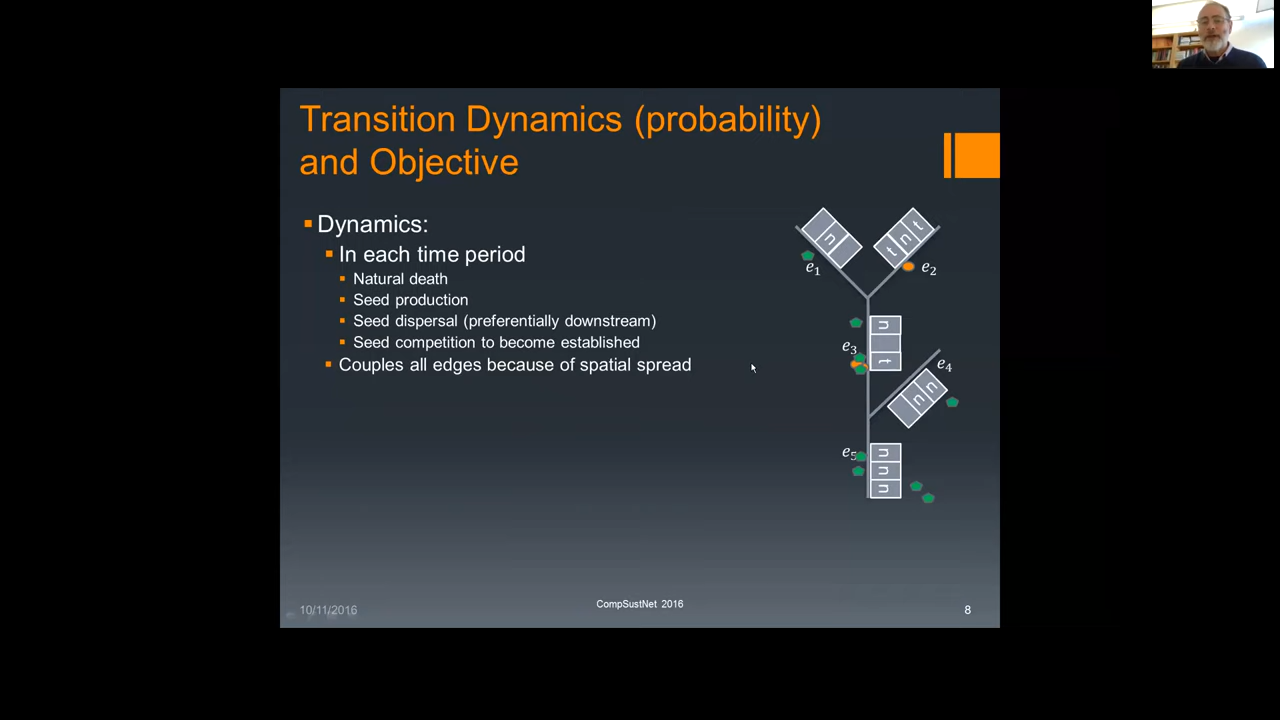 Transition Dynamics (probability)
and Objective
Dynamics:
In each time period
Natural death
Seed production
Seed dispersal (preferentially downstream)
Seed competition to become established
Couples all edges because of spatial spread
n
t n t
e1
e2
n
t
e3
e4
n n
e5
n
n
n
10/11/2016
CompSustNet 2016
8